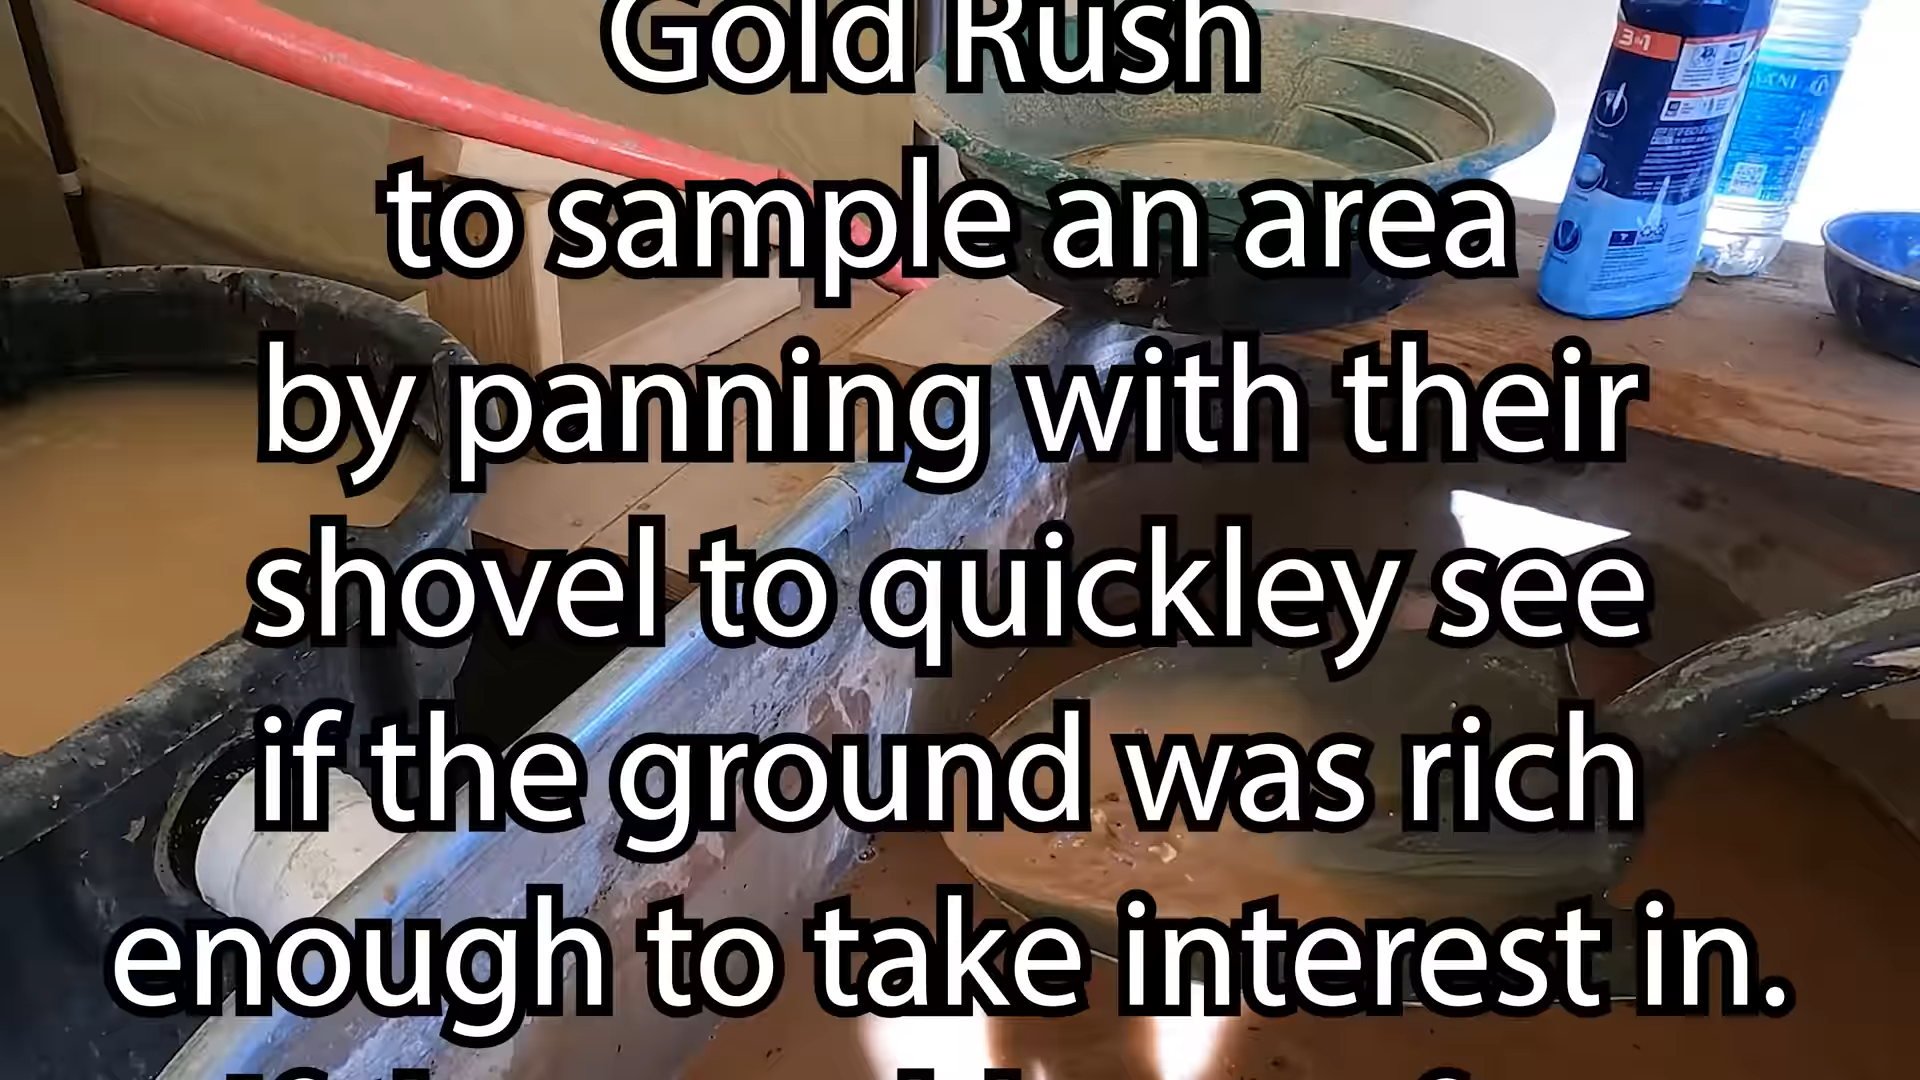 Gold Rush
to sample an area
by panning with their
shovel to quickley see
if the ground was rich
enough to take interest in.
3IN1